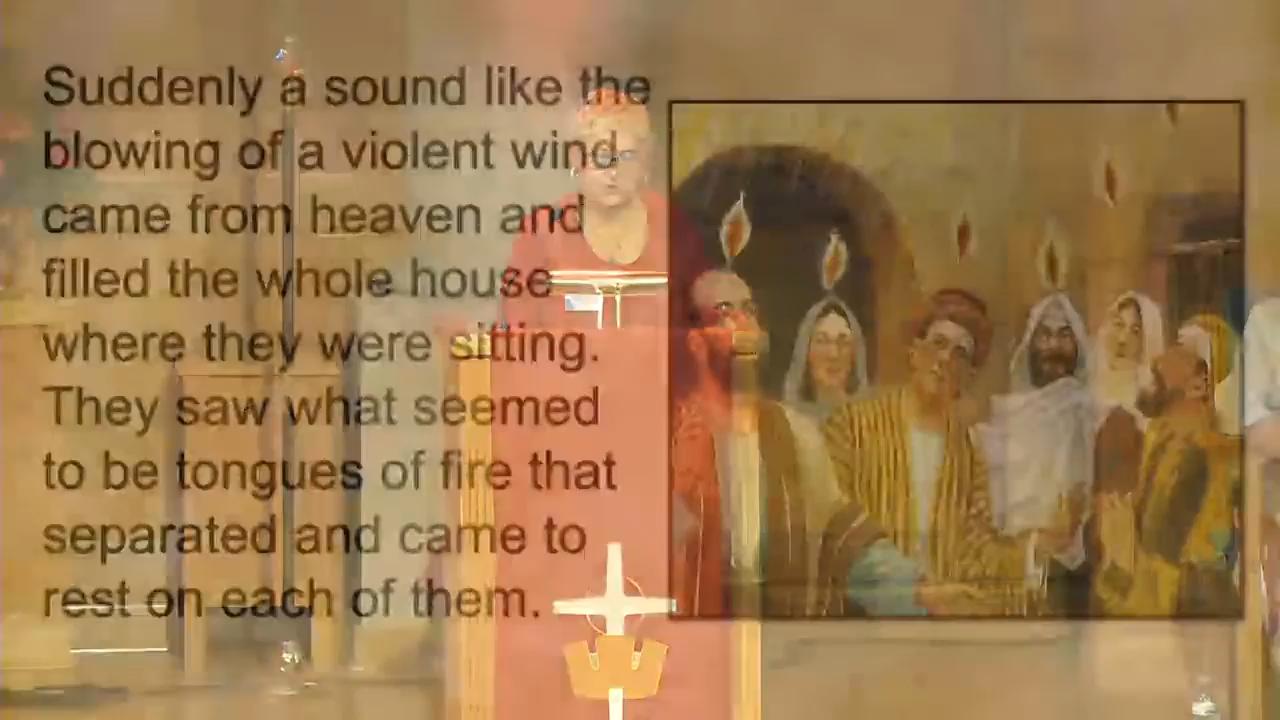 Suddenly a sound like the
blowing of a violent wind
came from heaven and
filled the whole house
where they were sitting.
They saw what seemed
to be tongues of fire that
separated and came to
rest on each of them.